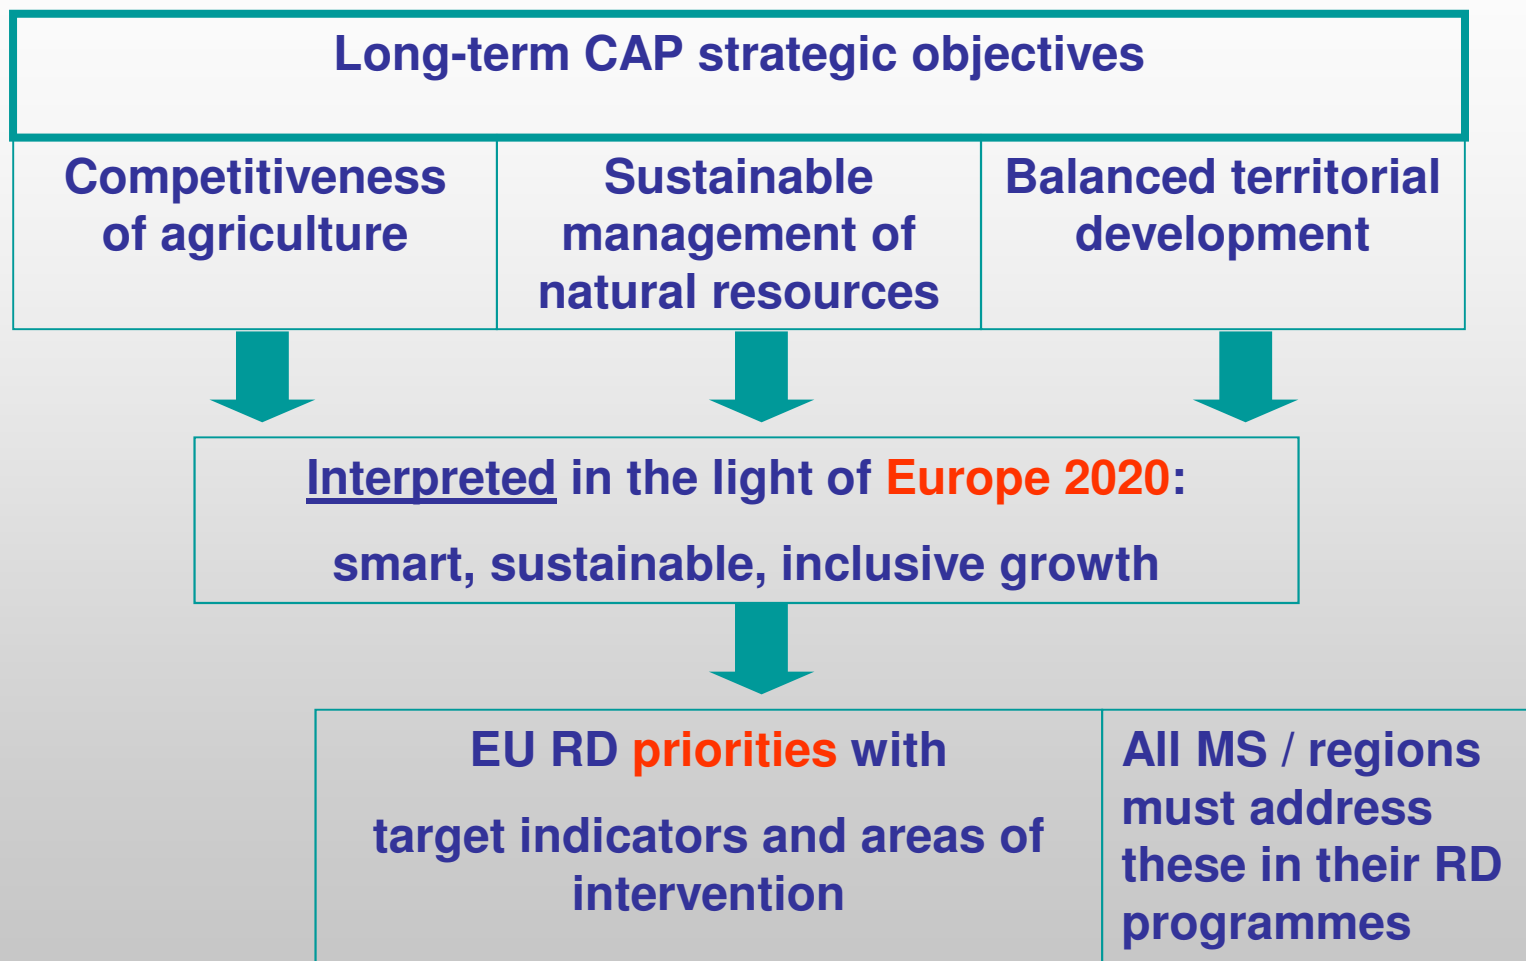 Long-term CAP strategic objectives
Competitiveness
of agriculture
Sustainable
management of
natural resources
Balanced territorial
development
Interpreted in the light of Europe 2020:
smart, sustainable, inclusive growth
EU RD priorities with
target indicators and areas of
intervention
All MS / regions
must address
these in their RD
programmes